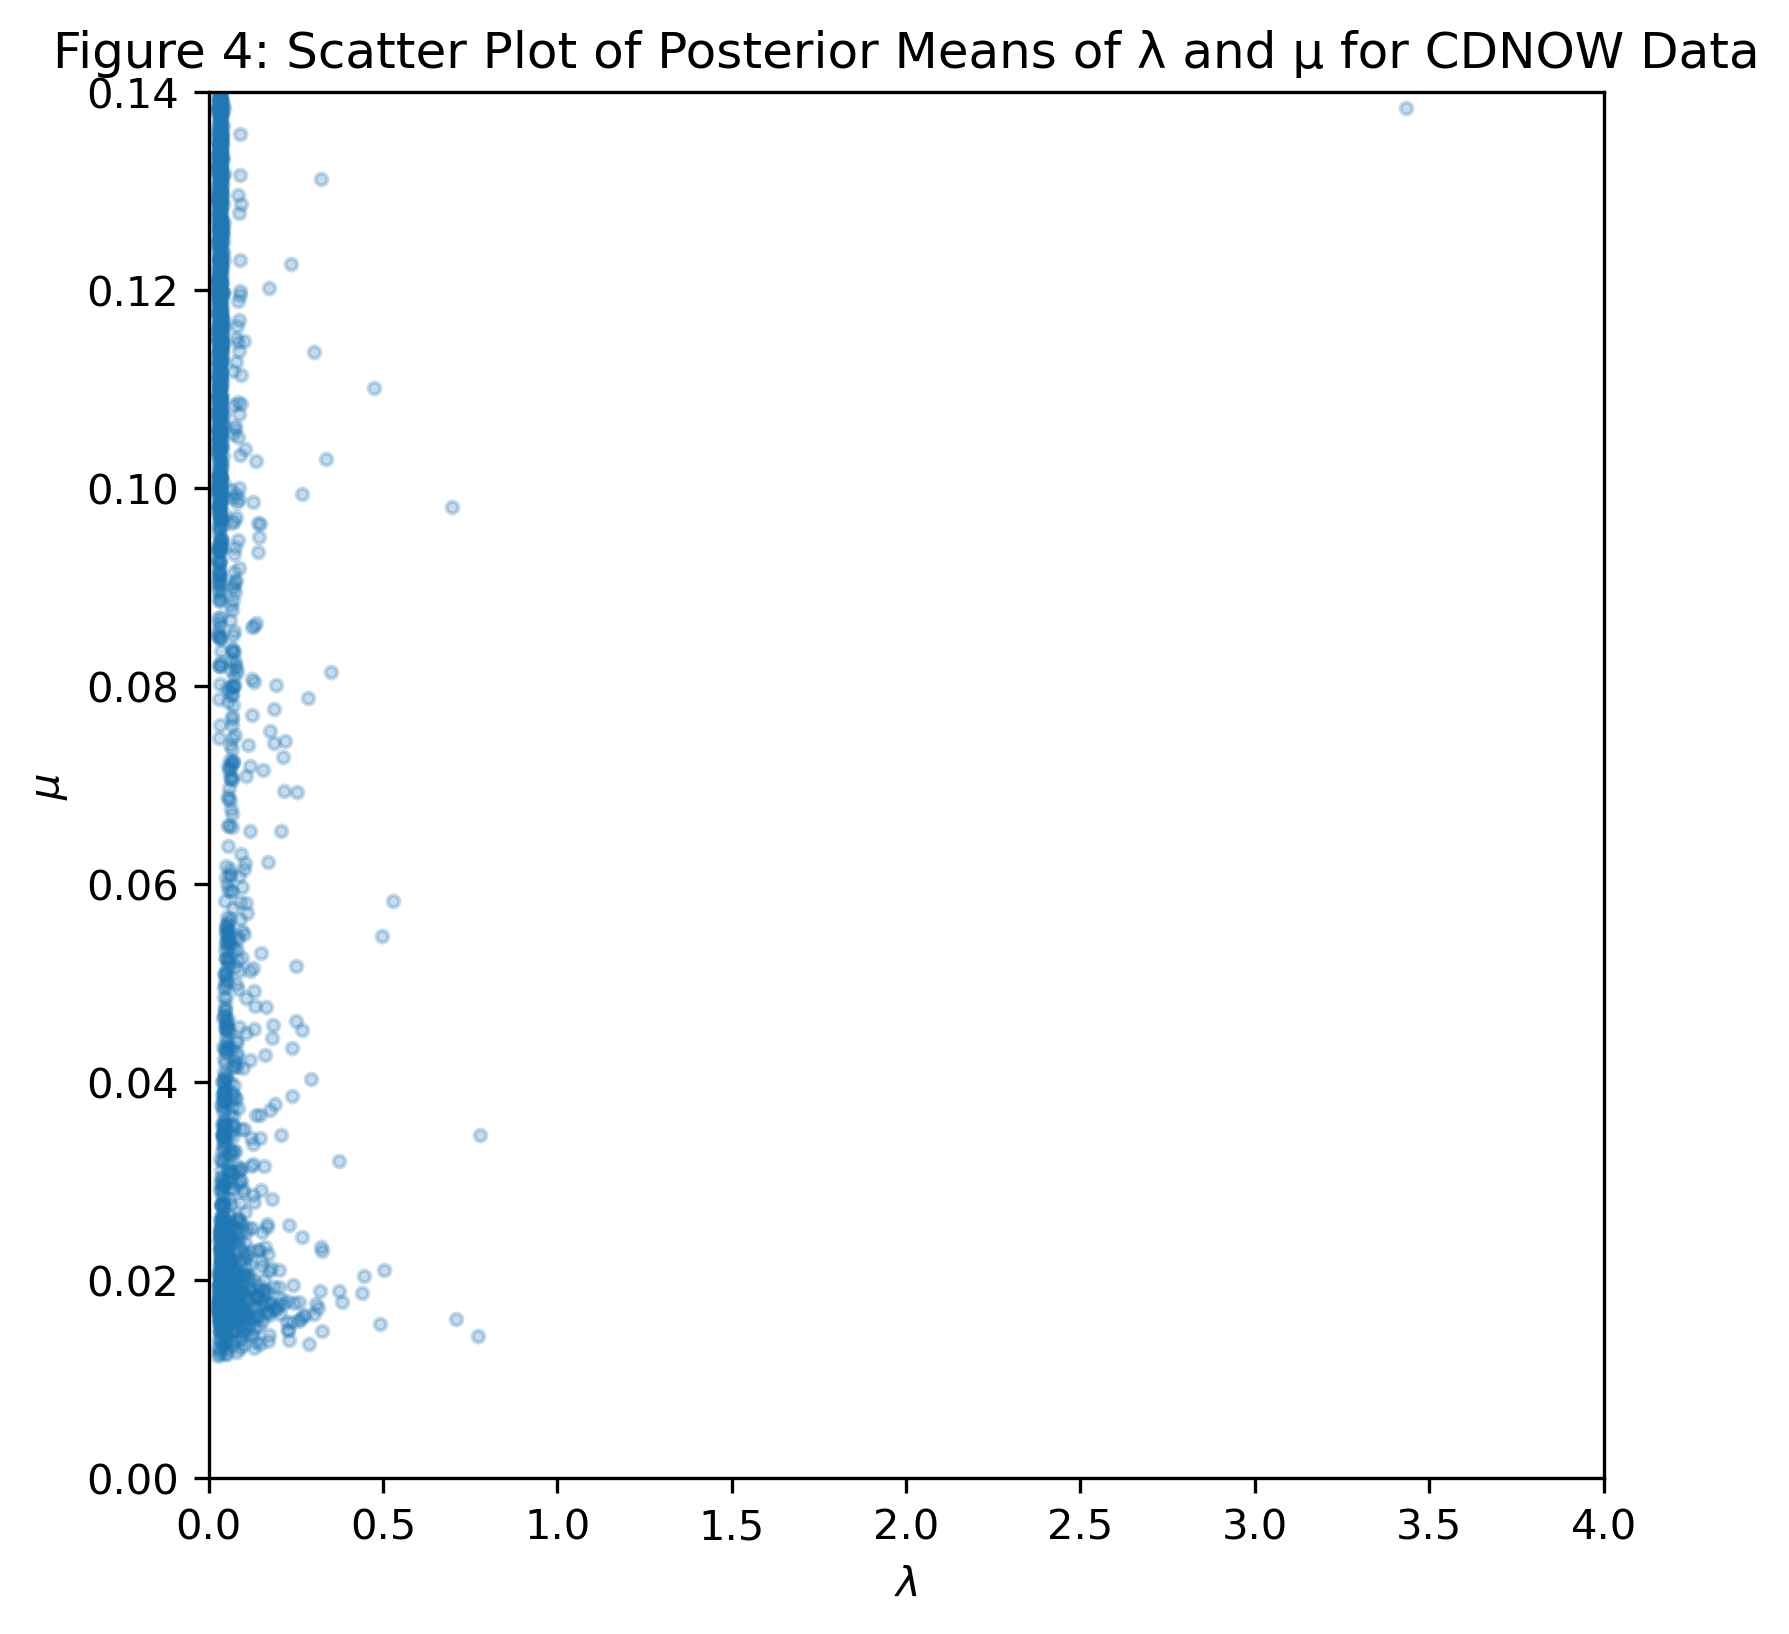 Figure 4: Scatter Plot of Posterior Means of λ and μ for CDNOW Data
0.14
0.12
0.10
0.08
0.06
0.04
0.02
0.00
μ
0.0 0.5 1.0 1.5 2.0 2.5 3.0 3.5 4.0
λ